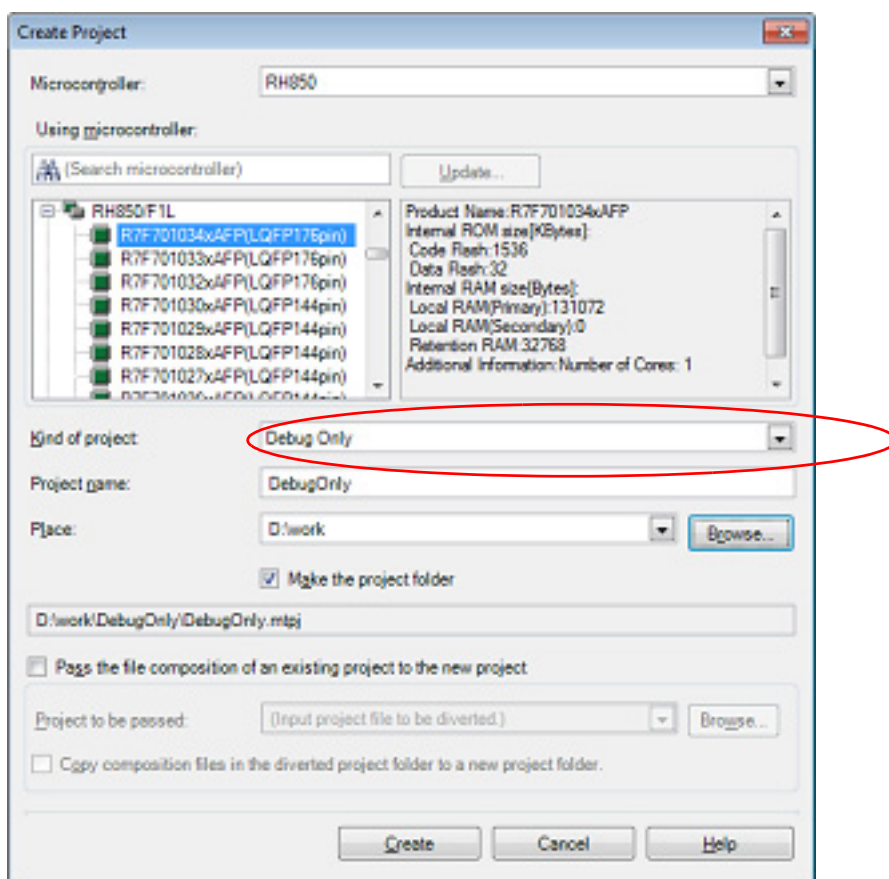 Create Project
Microcontroller: RH850
Using microcontroller:
(Search microcontroller) Update...
RH850/F1L
R7F701034xAFP(LQFP176pin)
R7F701033xAFP(LQFP176pin)
R7F701032xAFP(LQFP176pin)
R7F701030xAFP(LQFP144pin)
R7F701029xAFP(LQFP144pin)
R7F701028xAFP(LQFP144pin)
R7F701027xAFP(LQFP144pin)
Product Name:R7F701034xAFP
Internal ROM size[KBytes]:
Code Flash:1536
Data Flash:32
Internal RAM size[Bytes]:
Local RAM(Primary):131072
Local RAM(Secondary):0
Retention RAM:32768
Additional Information:Number of Cores: 1
Kind of project: Debug Only
Project name: DebugOnly
Place: D:\work Browse...
Make the project folder
D:\work\DebugOnly\DebugOnly.mtpj
Pass the file composition of an existing project to the new project
Project to be passed: (Input project file to be diverted.) Browse...
Copy composition files in the diverted project folder to a new project folder.
Create Cancel Help